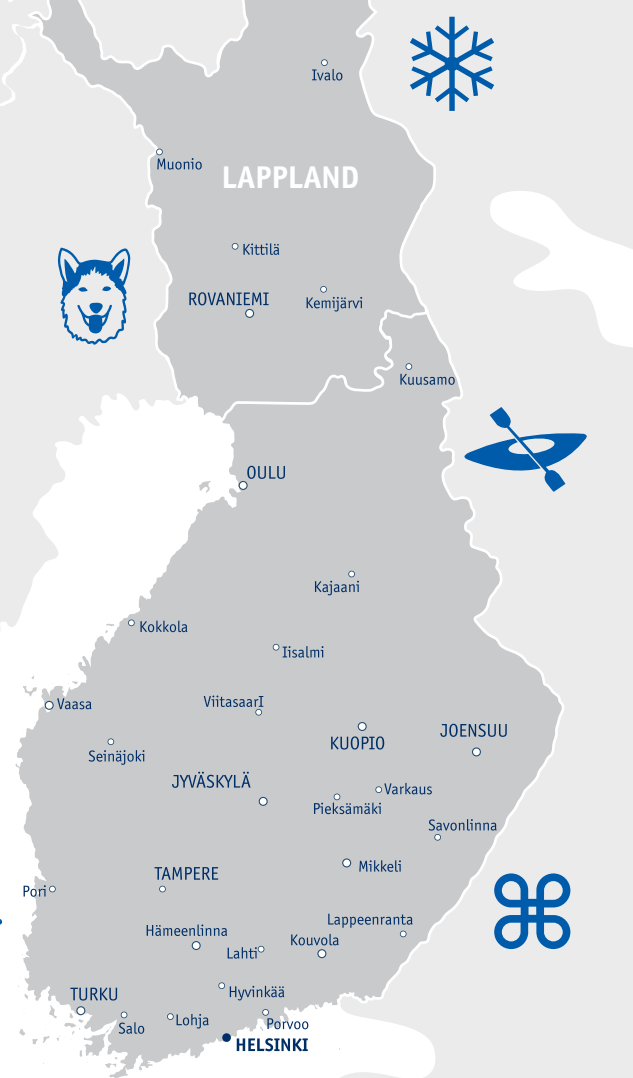 Ivalo
Muonio
LAPPLAND
Kittilä
ROVANIEMI
Kemijärvi
Kuusamo
OULU
Kajaani
Kokkola
Iisalmi
ViitasaarI
Vaasa
JOENSUU
KUOPIO
Seinäjoki
JYVÄSKYLÄ
Varkaus
Pieksämäki
Savonlinna
Mikkeli
TAMPERE
Pori
Lappeenranta
Hämeenlinna
Kouvola
Lahti
Hyvinkää
TURKU
Lohja
Porvoo
Salo
HELSINKI